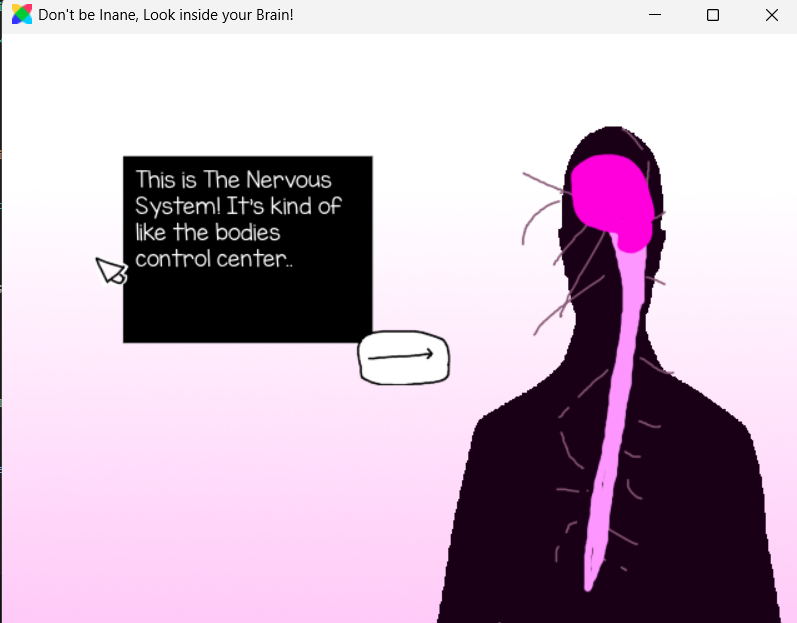 Don't be Inane, Look inside your Brain!
This is The Nervous
System! It's kind of
like the bodies
control center..